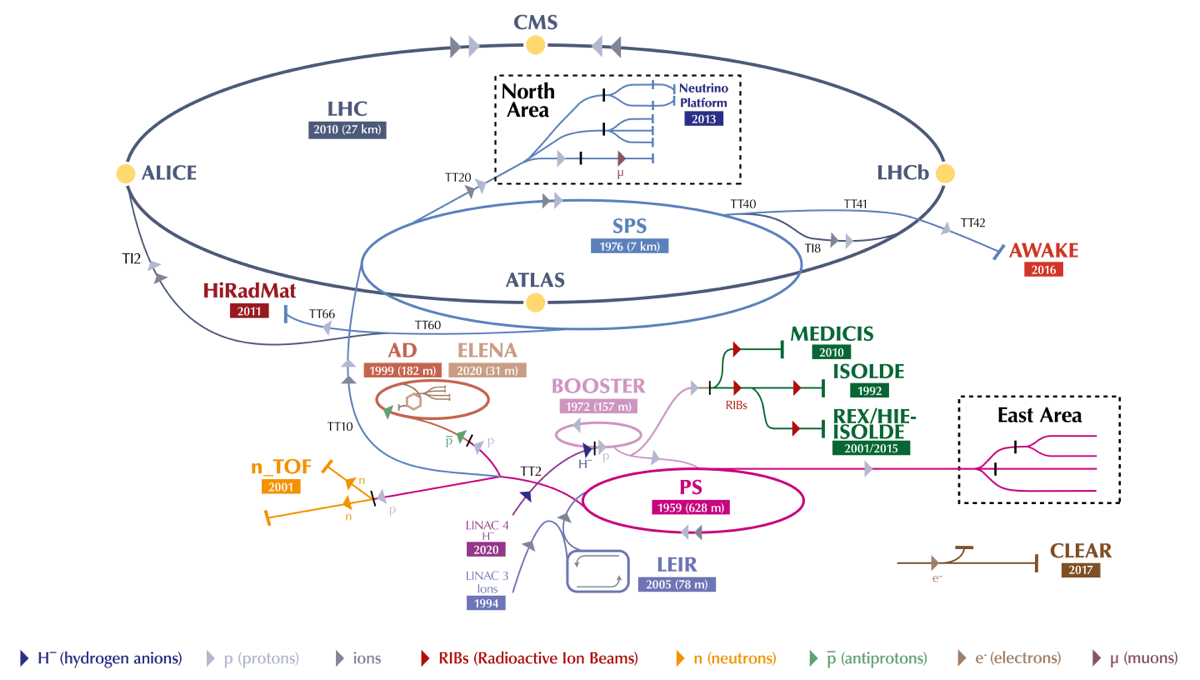 CMS
North
Area
Neutrino
Platform
2013
LHC
2010 (27 km)
ALICE
LHCb
TT20
μ
TT40
TT41
TT42
SPS
1976 (7 km)
TI8
AWAKE
2016
TI2
ATLAS
HiRadMat
2011
TT66
TT60
MEDICIS
2010
AD
1999 (182 m)
ELENA
2020 (31 m)
BOOSTER
1972 (157 m)
ISOLDE
1992
RIBs
REX/HIE-
ISOLDE
2001/2015
East Area
TT10
p̅
p
H⁻
p
n_TOF
2001
n
n
p
TT2
PS
1959 (628 m)
LINAC 4
H⁻
2020
LINAC 3
Ions
1994
LEIR
2005 (78 m)
e-
CLEAR
2017
H⁻ (hydrogen anions)
p (protons)
ions
RIBs (Radioactive Ion Beams)
n (neutrons)
p̅ (antiprotons)
e- (electrons)
μ (muons)